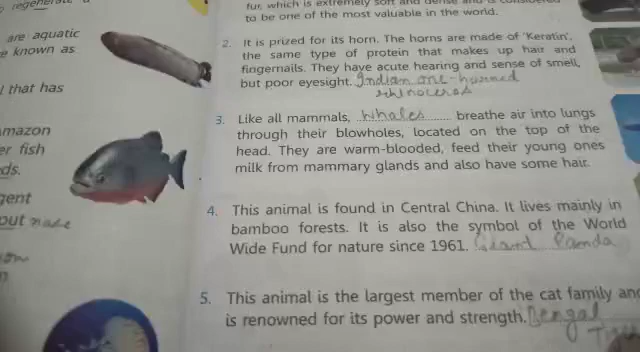 regenerate a
are aquatic
e known as
l that has
mazon
er fish
ds.
gent
out name
on
n
fur, which is extremely soft and dense and is considered
to be one of the most valuable in the world.
2. It is prized for its horn. The horns are made of 'Keratin',
the same type of protein that makes up hair and
fingernails. They have acute hearing and sense of smell,
but poor eyesight. Indian one-horned
rhinoceros
3. Like all mammals, whales breathe air into lungs
through their blowholes, located on the top of the
head. They are warm-blooded, feed their young ones
milk from mammary glands and also have some hair.
4. This animal is found in Central China. It lives mainly in
bamboo forests. It is also the symbol of the World
Wide Fund for nature since 1961. Giant Panda
5. This animal is the largest member of the cat family and
is renowned for its power and strength. Bengal